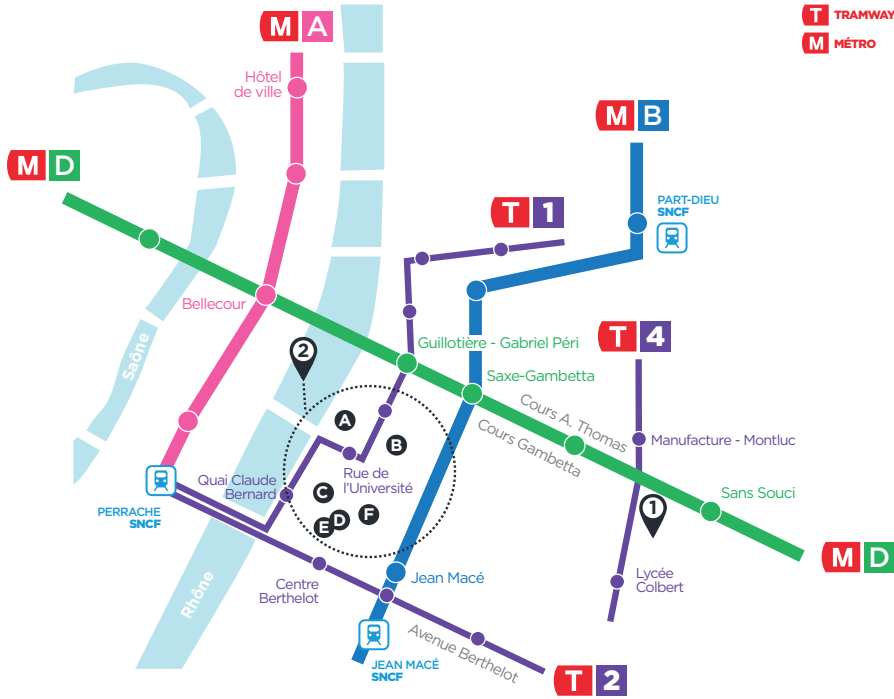 M A
T TRAMWAY
M MÉTRO
Hôtel
de ville
M B
M D
PART-DIEU
SNCF
T 1
Bellecour
Guillotière - Gabriel Péri
T 4
Saône
2
Saxe-Gambetta
Cours A. Thomas
A
B
Cours Gambetta
Manufacture - Montluc
Quai Claude
Bernard
Rue de
l'Université
C
D
E
F
Sans Souci
1
PERRACHE
SNCF
M D
Rhône
Centre
Berthelot
Jean Macé
Lycée
Colbert
Avenue Berthelot
JEAN MACÉ
SNCF
T 2